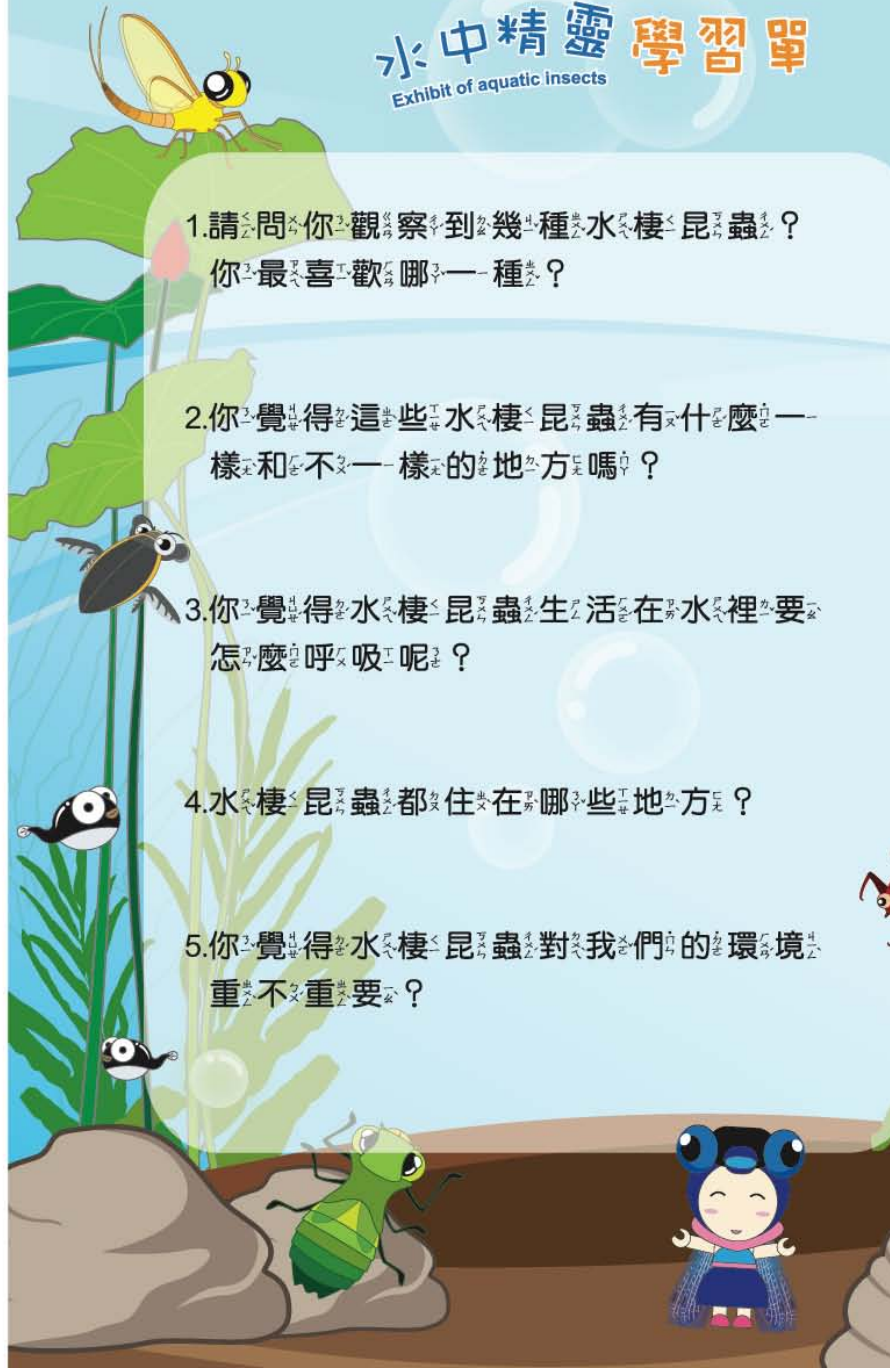 水中精靈 學習單
Exhibit of aquatic insects
1.請問你觀察到幾種水棲昆蟲？
你最喜歡哪一種？
2.你覺得這些水棲昆蟲有什麼一
樣和不一樣的地方嗎？
3.你覺得水棲昆蟲生活在水裡要
怎麼呼吸呢？
4.水棲昆蟲都住在哪些地方？
5.你覺得水棲昆蟲對我們的環境
重不重要？